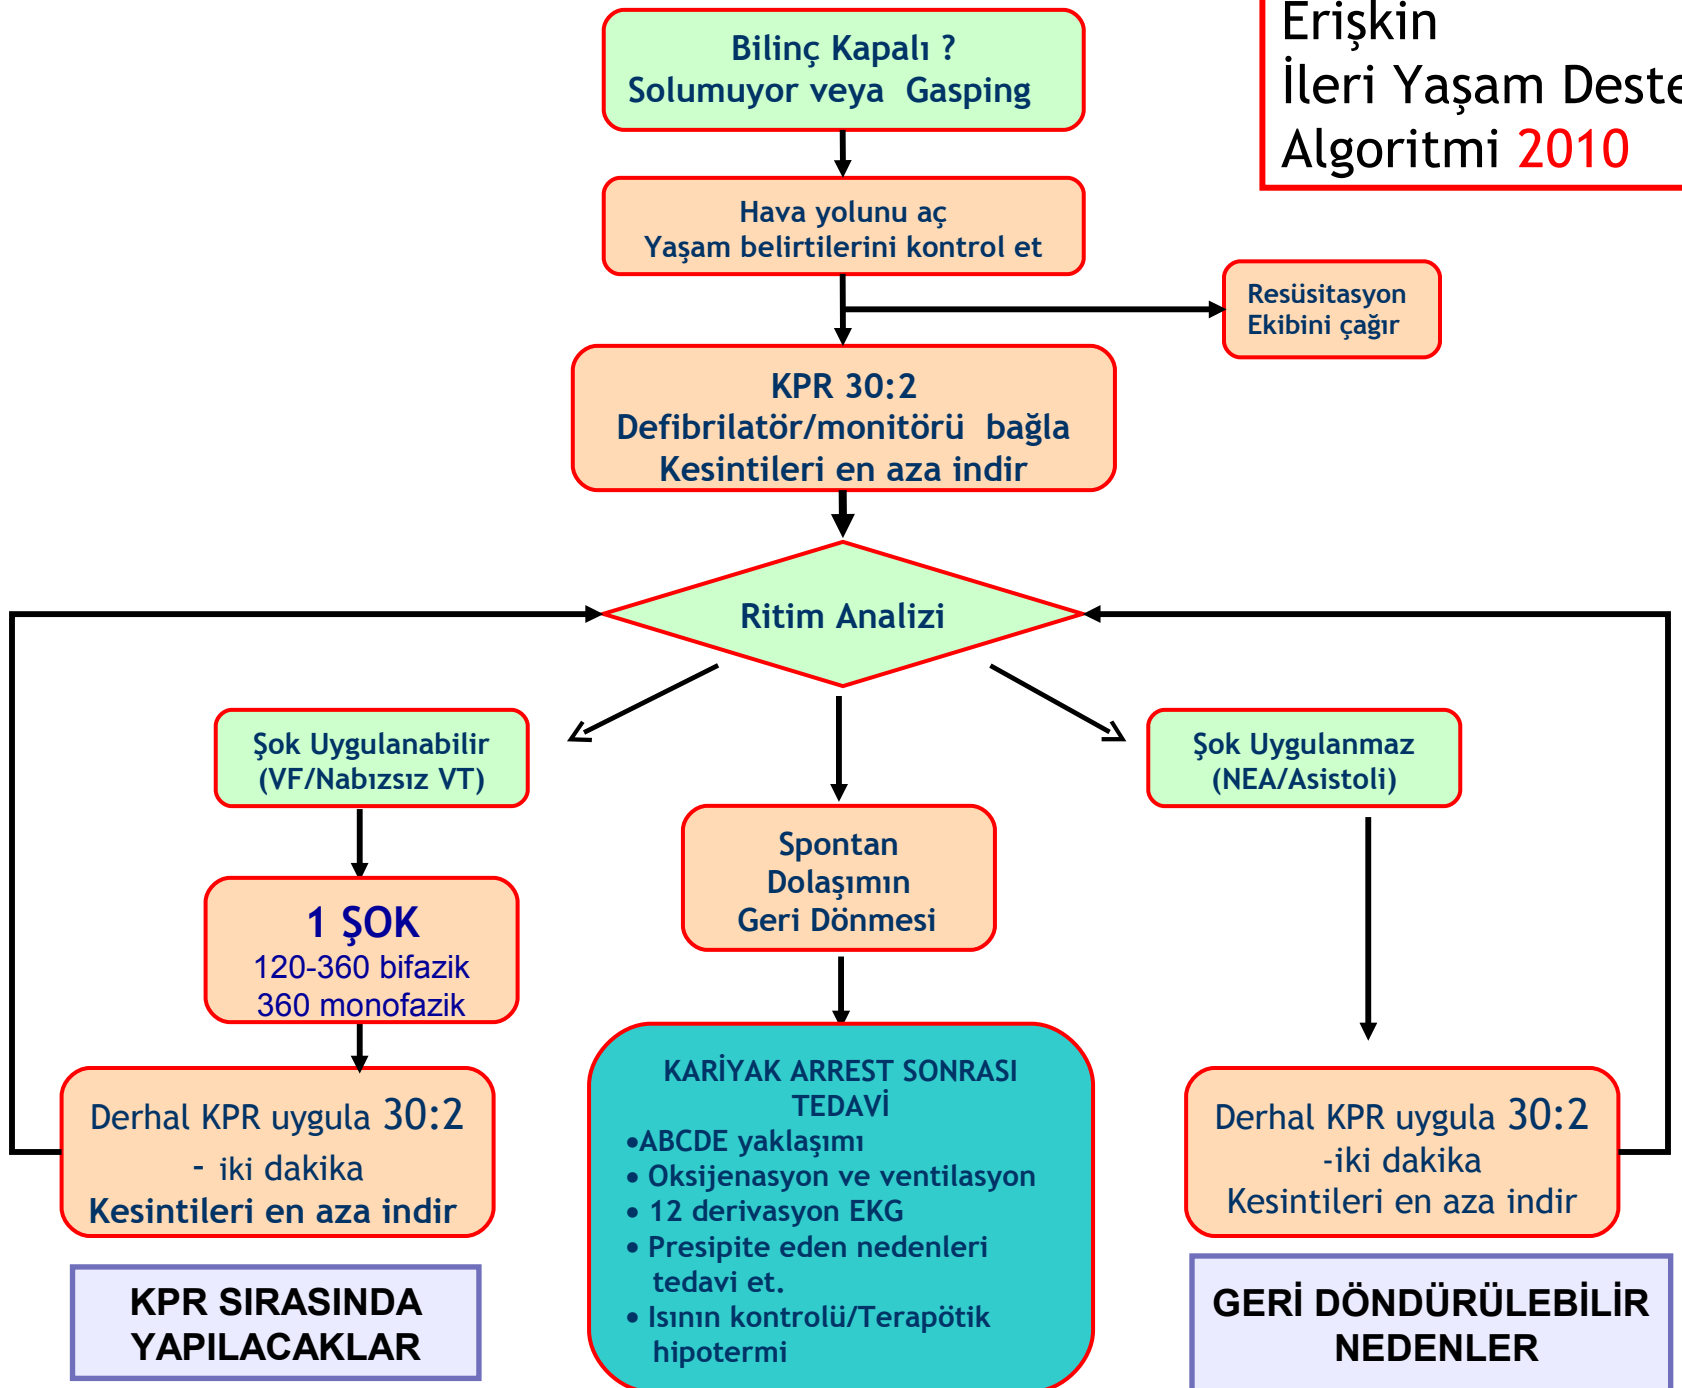 Erişkin
İleri Yaşam Deste
Algoritmi 2010
Bilinç Kapalı ?
Solumuyor veya Gasping
Hava yolunu aç
Yaşam belirtilerini kontrol et
Resüsitasyon
Ekibini çağır
KPR 30:2
Defibrilatör/monitörü bağla
Kesintileri en aza indir
Ritim Analizi
Şok Uygulanabilir
(VF/Nabızsız VT)
Şok Uygulanmaz
(NEA/Asistoli)
Spontan
Dolaşımın
Geri Dönmesi
1 ŞOK
120-360 bifazik
360 monofazik
Derhal KPR uygula 30:2
- iki dakika
Kesintileri en aza indir
KARİYAK ARREST SONRASI
TEDAVİ
•ABCDE yaklaşımı
• Oksijenasyon ve ventilasyon
• 12 derivasyon EKG
• Presipite eden nedenleri
tedavi et.
• Isının kontrolü/Terapötik
hipotermi
Derhal KPR uygula 30:2
-iki dakika
Kesintileri en aza indir
KPR SIRASINDA
YAPILACAKLAR
GERİ DÖNDÜRÜLEBİLİR
NEDENLER